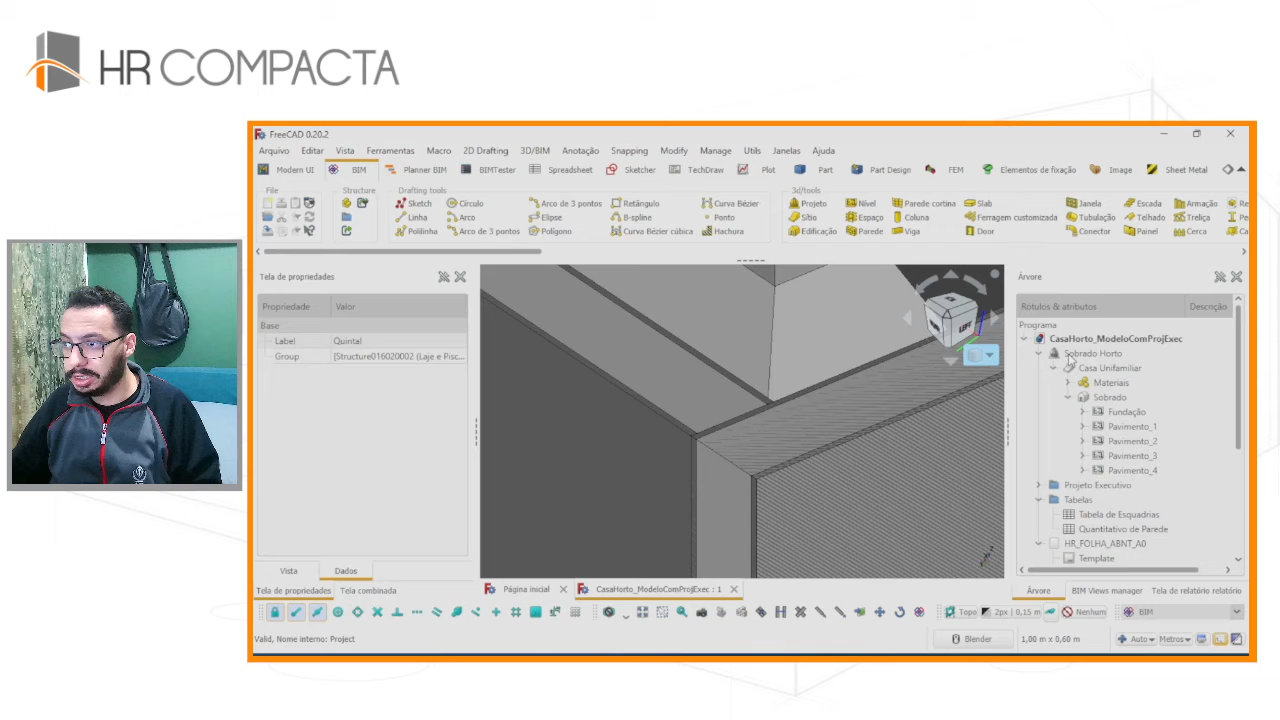 HR COMPACTA
FreeCAD 0.20.2
Arquivo Editar Vista Ferramentas Macro 2D Drafting 3D/BIM Anotação Snapping Modify Manage Utils Janelas Ajuda
Modern UI BIM Planner BIM BIMTester Spreadsheet Sketcher TechDraw Plot Part Part Design FEM Elementos de fixação Image Sheet Metal
File Structure Drafting tools 3d/tools
Sketch Círculo Arco de 3 pontos Retângulo Curva Bézier Projeto Nível Parede cortina Slab Janela Escada Armação Re
Linha Arco Elipse B-spline Ponto Sítio Espaço Coluna Ferragem customizada Tubulação Telhado Treliça Pe
Polilinha Arco de 3 pontos Polígono Curva Bézier cúbica Hachura Edificação Parede Viga Door Conector Painel Cerca Ca
Tela de propriedades
Propriedade Valor
Base
Label Quintal
Group [Structure016020002 (Laje e Pisc...
Vista Dados
Tela de propriedades Tela combinada
LEFT
Página inicial CasaHorto_ModeloComProjExec : 1
Árvore
Rótulos & atributos Descrição
Programa
CasaHorto_ModeloComProjExec
Sobrado Horto
Casa Unifamiliar
Materiais
Sobrado
Fundação
Pavimento_1
Pavimento_2
Pavimento_3
Pavimento_4
Projeto Executivo
Tabelas
Tabela de Esquadrias
Quantitativo de Parede
HR_FOLHA_ABNT_A0
Template
Árvore BIM Views manager Tela de relatório relatório
Topo 2px | 0,15 m Nenhum BIM
Valid, Nome interno: Project Blender 1,00 m x 0,60 m Auto Metros